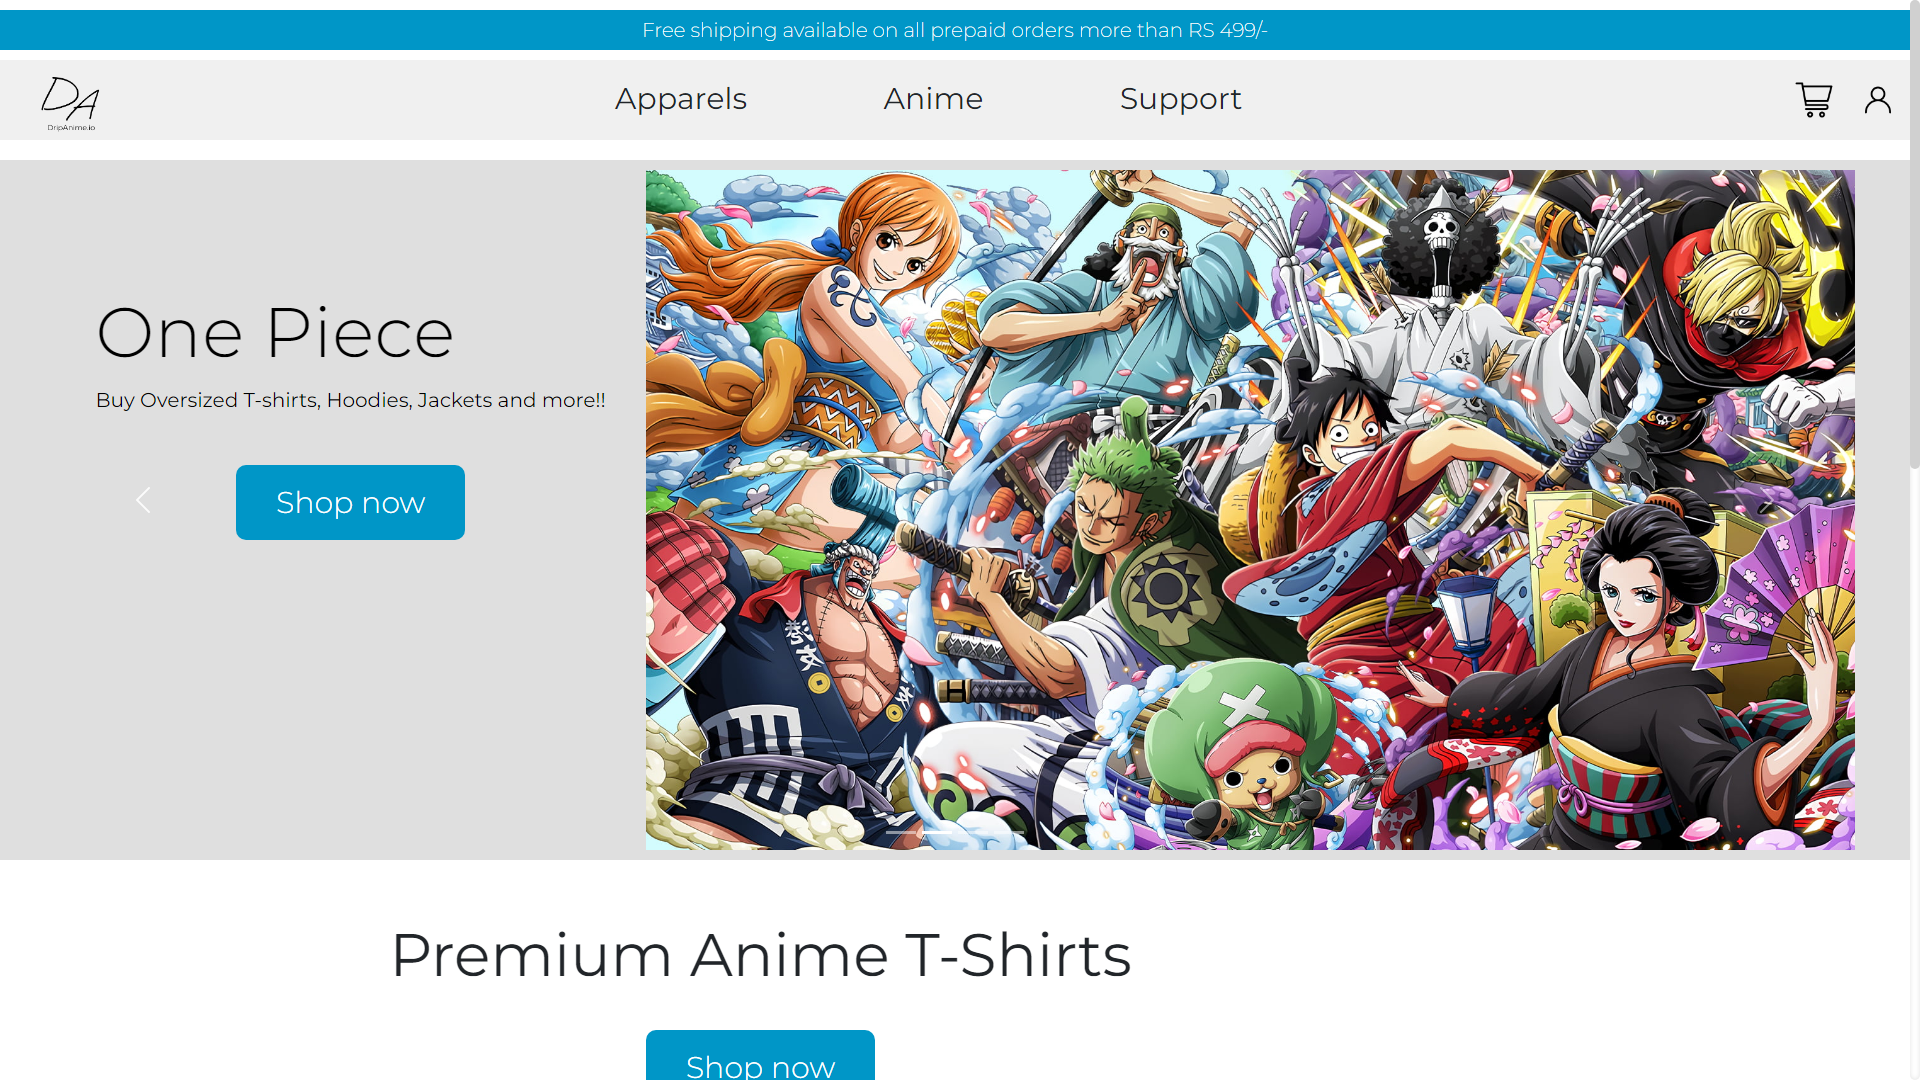 Free shipping available on all prepaid orders more than RS 499/-
DA
DripAnime.io
Apparels
Anime
Support
One Piece
Buy Oversized T-shirts, Hoodies, Jackets and more!!
Shop now
Premium Anime T-Shirts
Shop now